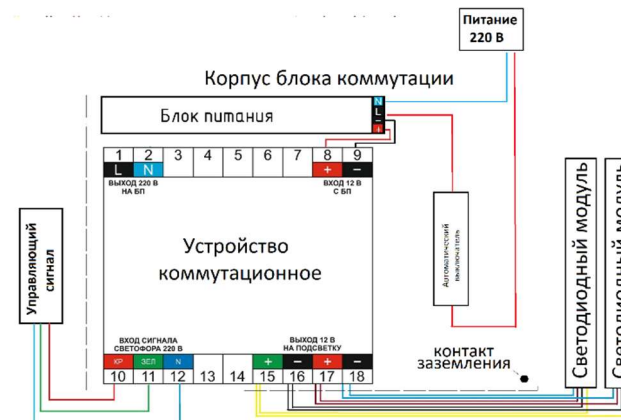 Питание
220 В
Корпус блока коммутации
Блок питания
N
L
−
+
1 2 3 4 5 6 7 8 9
L N + −
ВЫХОД 220 В
НА БП
ВХОД 12 В
С БП
Управляющий
сигнал
Устройство
коммутационное
Автоматический
выключатель
Светодиодный модуль
Светодиодный модуль
ВХОД СИГНАЛА
СВЕТОФОРА 220 В
ВЫХОД 12 В
НА ПОДСВЕТКУ
КР ЗЕЛ N + − + −
10 11 12 13 14 15 16 17 18
контакт
заземления